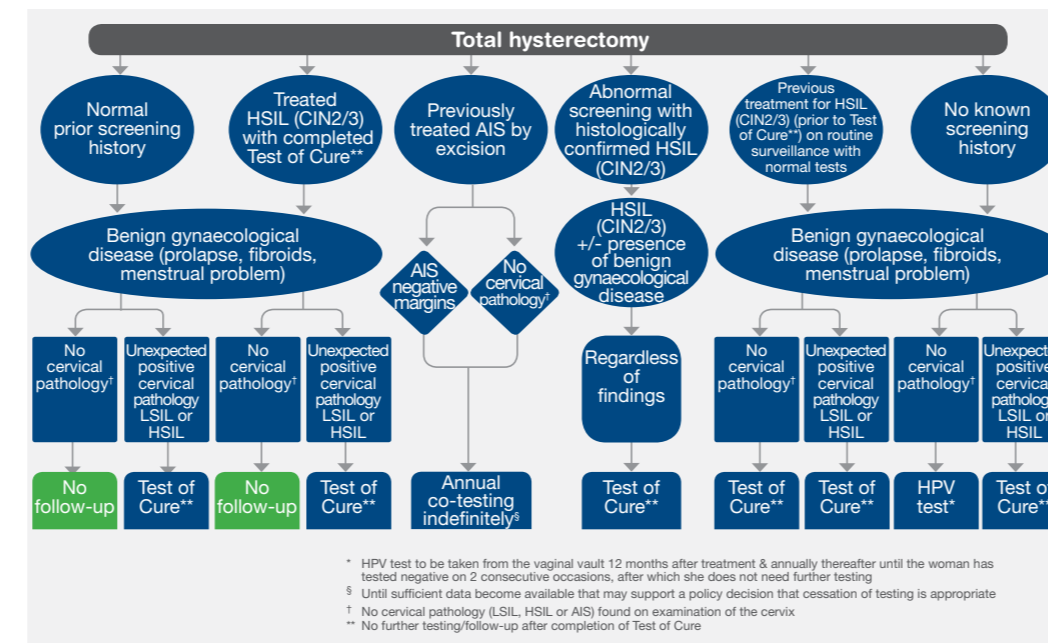 Total hysterectomy
Normal
prior screening
history
Treated
HSIL (CIN2/3)
with completed
Test of Cure**
Previously
treated AIS by
excision
Abnormal
screening with
histologically
confirmed HSIL
(CIN2/3)
Previous
treatment for HSIL
(CIN2/3) (prior to Test
of Cure**) on routine
surveillance with
normal tests
No known
screening
history
Benign gynaecological
disease (prolapse, fibroids,
menstrual problem)
AIS
negative
margins
No
cervical
pathology†
HSIL
(CIN2/3)
+/- presence
of benign
gynaecological
disease
Benign gynaecological
disease (prolapse, fibroids,
menstrual problem)
No
cervical
pathology†
Unexpected
positive
cervical
pathology
LSIL or
HSIL
No
cervical
pathology†
Unexpected
positive
cervical
pathology
LSIL or
HSIL
Regardless
of
findings
No
cervical
pathology†
Unexpected
positive
cervical
pathology
LSIL or
HSIL
No
cervical
pathology†
positive
cervical
LSIL or
HSIL
No
follow-up
Test of
Cure**
No
follow-up
Test of
Cure**
Annual
co-testing
indefinitely§
Test of
Cure**
Test of
Cure**
Test of
Cure**
HPV
test*
Test of
Cure**
* HPV test to be taken from the vaginal vault 12 months after treatment & annually thereafter until the woman has
tested negative on 2 consecutive occasions, after which she does not need further testing
§ Until sufficient data become available that may support a policy decision that cessation of testing is appropriate
† No cervical pathology (LSIL, HSIL or AIS) found on examination of the cervix
** No further testing/follow-up after completion of Test of Cure